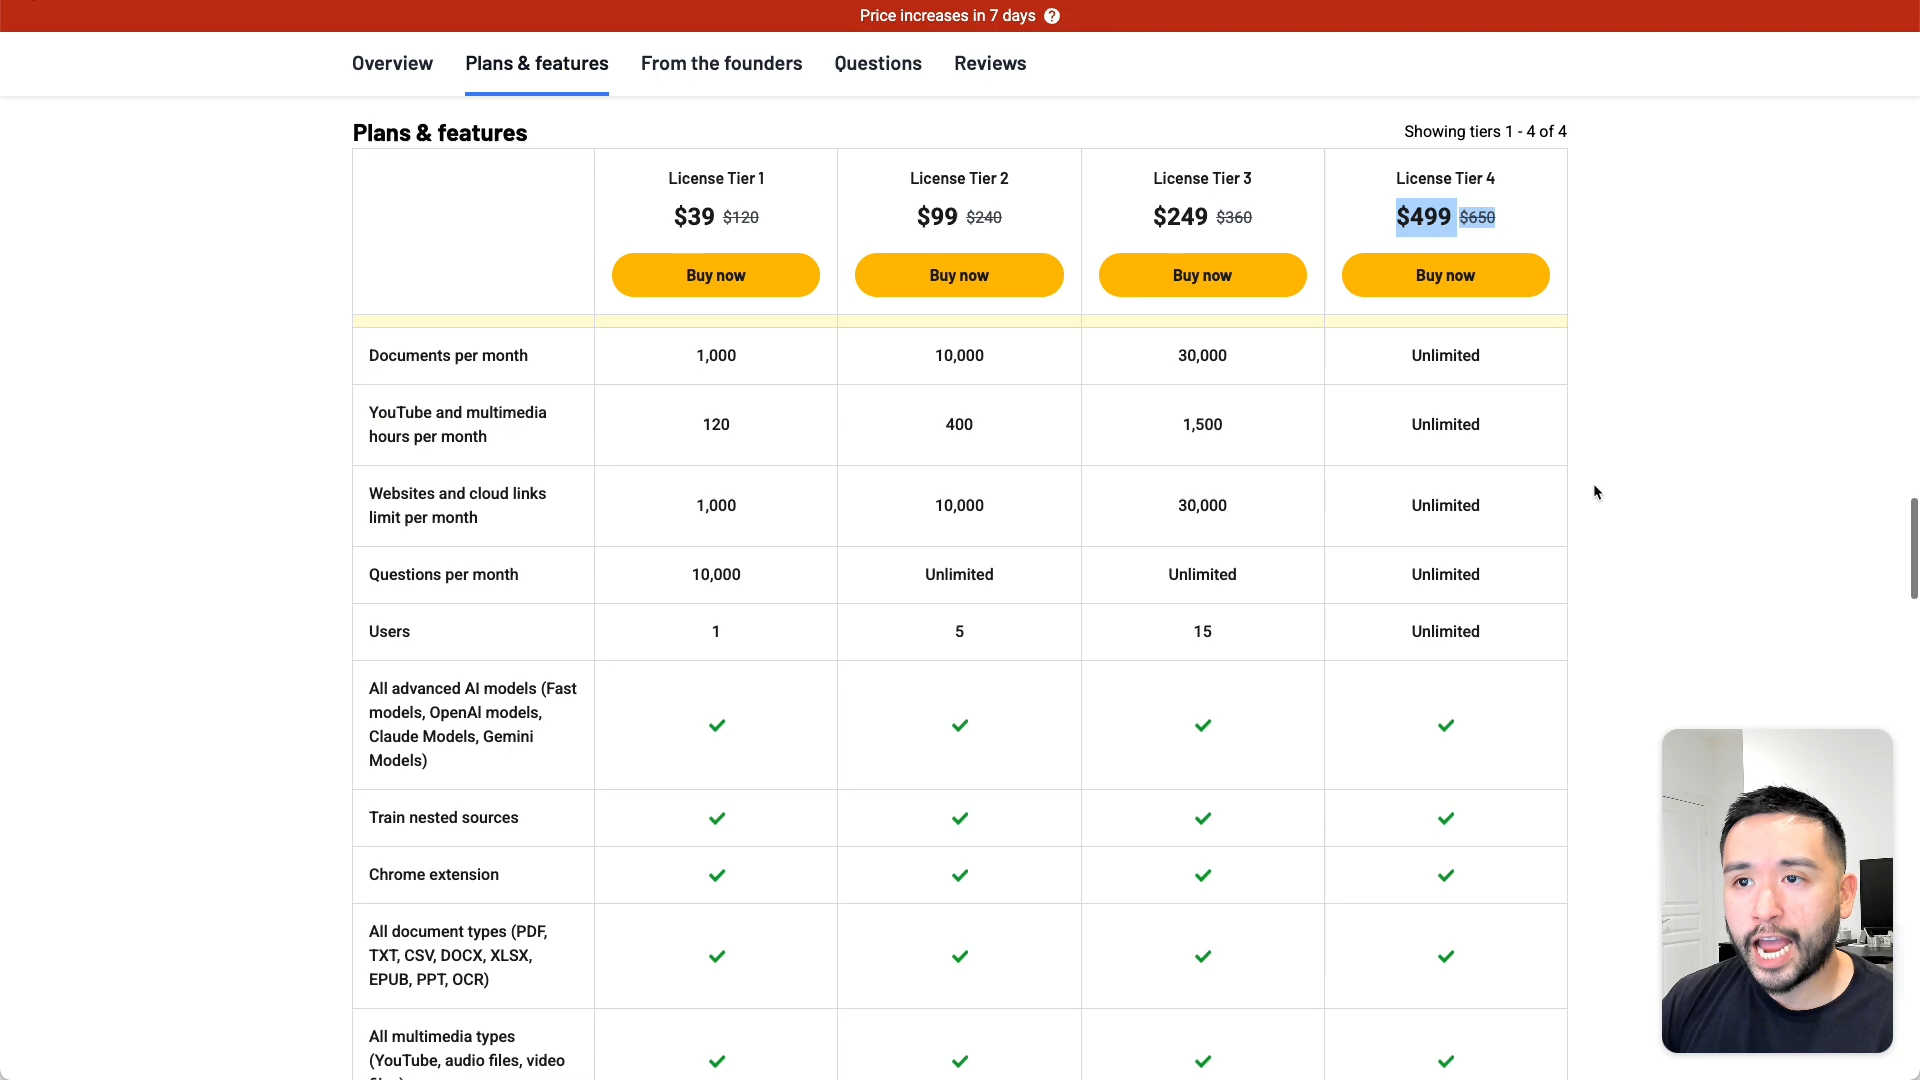 Price increases in 7 days ?
Overview Plans & features From the founders Questions Reviews
Plans & features
Showing tiers 1 - 4 of 4
License Tier 1 License Tier 2 License Tier 3 License Tier 4
$39 $120 $99 $240 $249 $360 $499 $650
Buy now Buy now Buy now Buy now
Documents per month 1,000 10,000 30,000 Unlimited
YouTube and multimedia
hours per month 120 400 1,500 Unlimited
Websites and cloud links
limit per month 1,000 10,000 30,000 Unlimited
Questions per month 10,000 Unlimited Unlimited Unlimited
Users 1 5 15 Unlimited
All advanced AI models (Fast
models, OpenAI models,
Claude Models, Gemini
Models)
Train nested sources
Chrome extension
All document types (PDF,
TXT, CSV, DOCX, XLSX,
EPUB, PPT, OCR)
All multimedia types
(YouTube, audio files, video